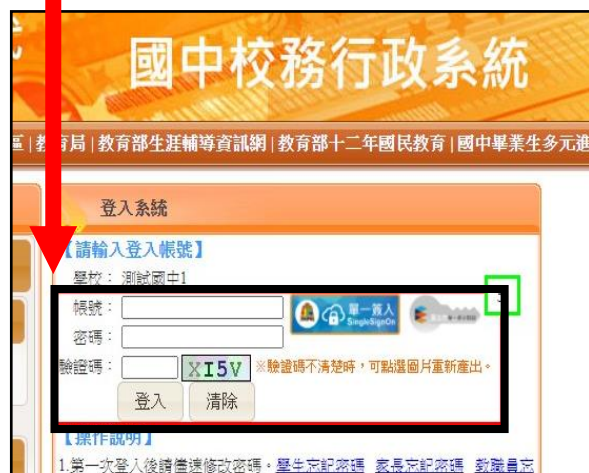 國中校務行政系統
區 | 教育局 | 教育部生涯輔導資訊網 | 教育部十二年國民教育 | 國中畢業生多元進
登入系統
【請輸入登入帳號】
學校： 測試國中1
帳號：
單一簽入
SingleSignOn
密碼：
驗證碼：
XI5V
※驗證碼不清楚時，可點選圖片重新產出。
登入 清除
【操作說明】
1.第一次登入後請儘速修改密碼。學生忘記密碼 家長忘記密碼 教職員忘